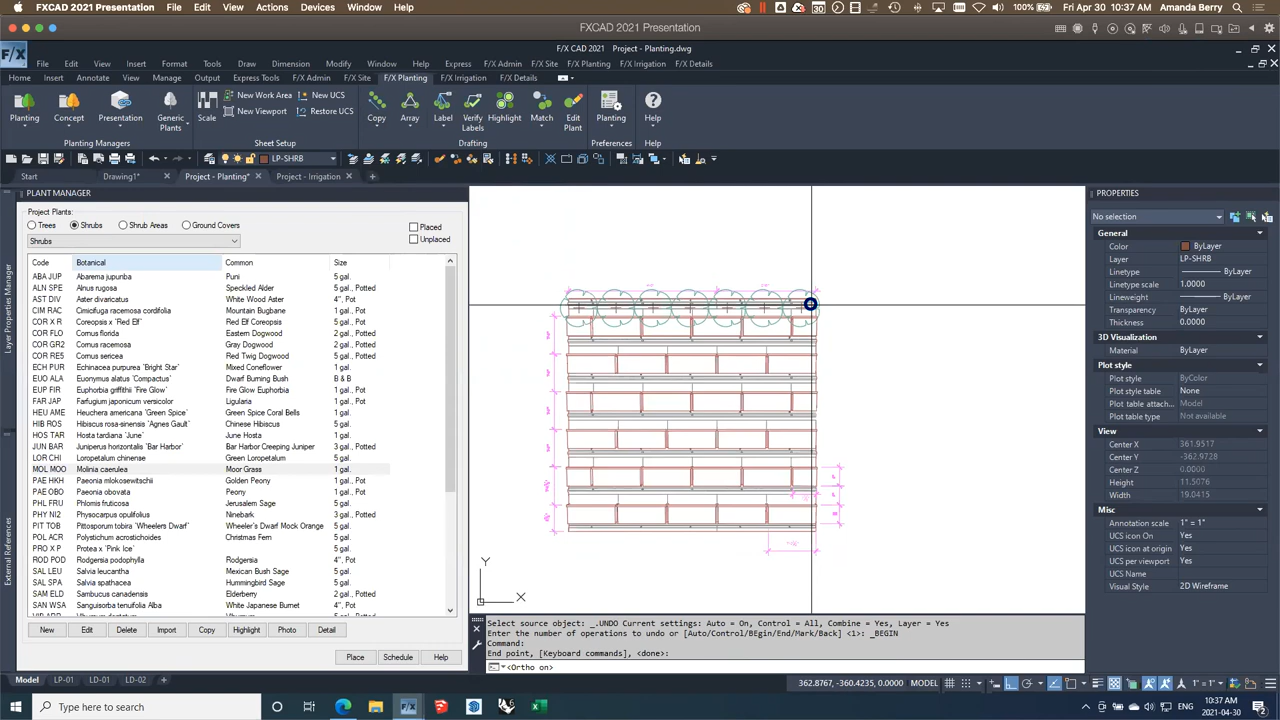 FXCAD 2021 Presentation File Edit View Window Help 100% Fri Apr 30 10:37 AM Amanda Berry
FXCAD 2021 Presentation
F/X CAD 2021 Project - Planting.dwg
File Edit View Insert Format Tools Draw Dimension Modify Window Help Express F/X Admin F/X Site F/X Planting F/X Irrigation F/X Details
Home Insert Annotate View Manage Output Express Tools F/X Admin F/X Site F/X Planting F/X Irrigation F/X Details
New Work Area New UCS
New Viewport Restore UCS
Planting Concept Presentation Generic Plants Scale Copy Array Label Verify Labels Highlight Match Edit Plant Planting Help
Planting Managers Sheet Setup Drafting Preferences Help
LP-SHRB
Start Drawing1* Project - Planting* Project - Irrigation
PLANT MANAGER
Project Plants:
Trees Shrubs Shrub Areas Ground Covers
Placed
Unplaced
Shrubs
Code Botanical Common Size
ABA JUP Abarema jupunba Puni 5 gal.
ALN SPE Alnus rugosa Speckled Alder 5 gal., Potted
AST DIV Aster divaricatus White Wood Aster 4", Pot
CIM RAC Cimicifuga ramosa Fairy Candles 1 gal., Pot
COR X R Coreopsis x 'Red Elf' Red Elf Coreopsis 5 gal.
COR FLO Cornus florida Eastern Dogwood 2 gal., Potted
COR GR2 Cornus racemosa Gray Dogwood 2 gal., Potted
COR RE5 Cornus sericea Red Twig Dogwood 5 gal., Potted
ECH P12 Echinacea purpurea 'Bright Star' Mixed Coneflower 1 gal.
EUO ALA Euonymus alatus 'Compactus' Dwarf Burning Bush B & B
EUP FIR Euphorbia griffithii 'Fire Glow' Fire Glow Euphorbia 1 gal., Pot
FAR JAP Farfugium japonicum versicolor Ligularia 4", Pot
HEU AME Heuchera americana 'Green Spice' Green Spice Coral Bells 1 gal.
HIB ROS Hibiscus rosa-sinensis 'Agnes Gault' Chinese Hibiscus 5 gal.
HOS TAR Hosta tardiana 'June' June Hosta 1 gal.
JUN BAR Juniperus horizontalis 'Bar Harbor' Bar Harbor Creeping Juniper 3 gal., Potted
LOR CHI Loropetalum chinense Green Loropetalum 5 gal.
MOL MOO Molinia caerulea Moor Grass 1 gal.
PAE HKH Paeonia mlokosewitschii Golden Peony 1 gal., Pot
PAE OBO Paeonia obovata Peony 1 gal., Pot
PHL FRU Phlomis fruticosa Jerusalem Sage 5 gal.
PHY NI2 Physocarpus opulifolius Ninebark 3 gal., Potted
PIT TOB Pittosporum tobira 'Wheelers Dwarf' Wheeler's Dwarf Mock Orange 5 gal.
POL ACR Polystichum acrostichoides Christmas Fern 5 gal.
PRO X P Protea x 'Pink Ice' 5 gal.
ROD POD Rodgersia podophylla Rodgersia 4", Pot
SAL LEU Salvia leucantha Mexican Bush Sage 5 gal.
SAL SPA Salvia spathacea Hummingbird Sage 5 gal.
SAM ELD Sambucus canadensis Elderberry 2 gal., Potted
SAN WSA Sanguisorba tenuifolia Alba White Japanese Burnet 4", Pot
New Edit Delete Import Copy Highlight Photo Detail
Place Schedule Help
Layer Properties Manager
External References
Y
X
Select source object: _.UNDO Current settings: Auto = On, Control = All, Combine = Yes, Layer = Yes
Enter the number of operations to undo or [Auto/Control/BEgin/End/Mark/Back] <1>: _BEGIN
Command:
End point, [Keyboard commands], <done>:
<Ortho on>
PROPERTIES
No selection
General
Color ByLayer
Layer LP-SHRB
Linetype ByLayer
Linetype scale 1.0000
Lineweight ByLayer
Transparency ByLayer
Thickness 0.0000
3D Visualization
Material ByLayer
Plot style
Plot style ByColor
Plot style table None
Plot table attach... Model
Plot table type Not available
View
Center X 361.9517
Center Y -362.9728
Center Z 0.0000
Height 11.5076
Width 19.0415
Misc
Annotation scale 1" = 1"
UCS icon On Yes
UCS icon at origin Yes
UCS per viewport Yes
UCS Name
Visual Style 2D Wireframe
Model LP-01 LD-01 LD-02
362.8767, -360.4235, 0.0000 MODEL 1" = 1"
Type here to search
ENG 10:37 AM
2021-04-30
2